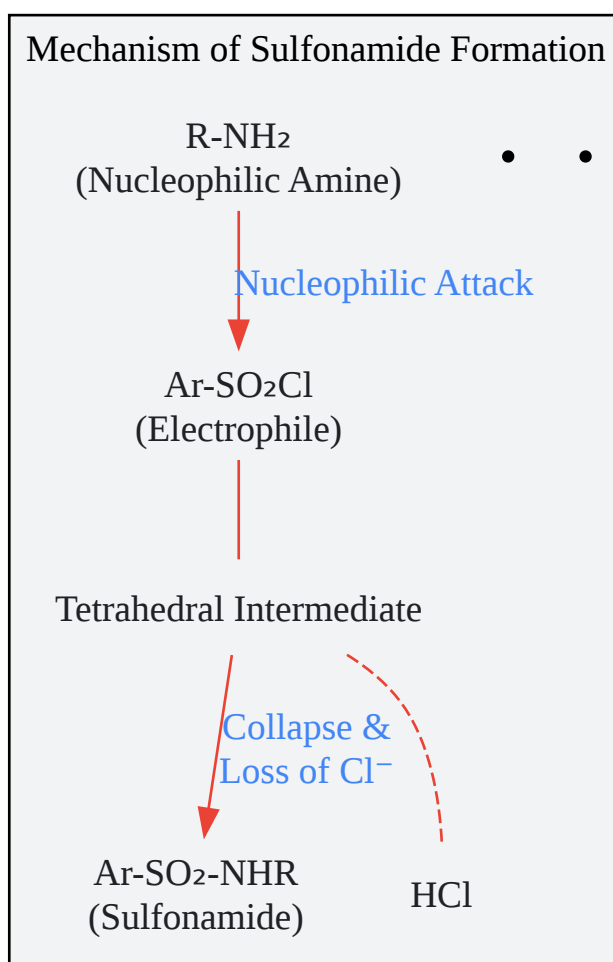 Mechanism of Sulfonamide Formation
R-NH₂
(Nucleophilic Amine)
Nucleophilic Attack
Ar-SO₂Cl
(Electrophile)
Tetrahedral Intermediate
Collapse &
Loss of Cl⁻
Ar-SO₂-NHR
(Sulfonamide)
HCl